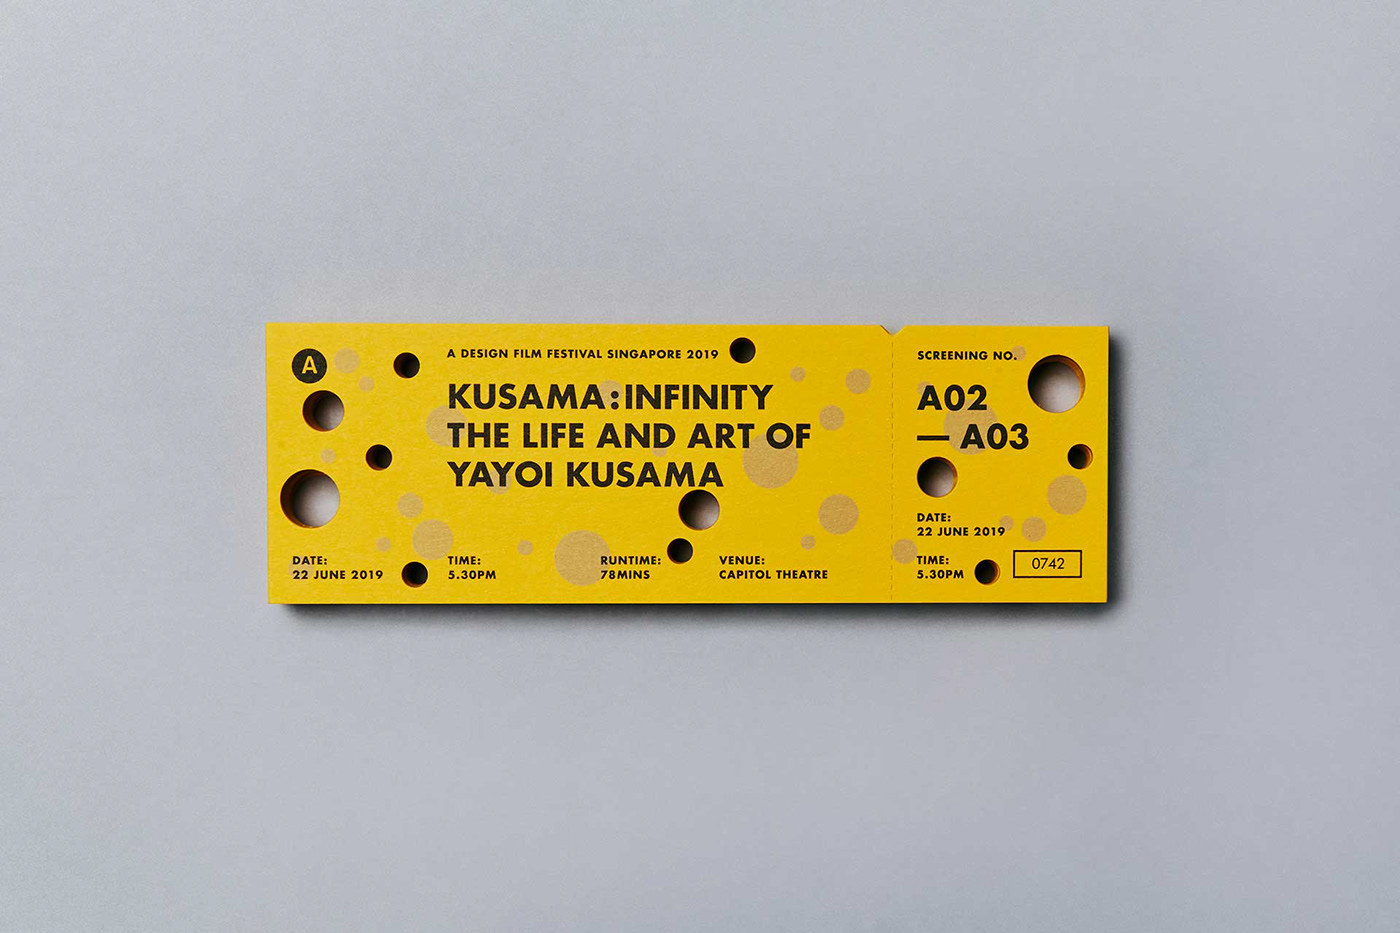 A
A DESIGN FILM FESTIVAL SINGAPORE 2019
KUSAMA:INFINITY
THE LIFE AND ART OF
YAYOI KUSAMA
DATE:
22 JUNE 2019
TIME:
5.30PM
RUNTIME:
78MINS
VENUE:
CAPITOL THEATRE
SCREENING NO.
A02
— A03
DATE:
22 JUNE 2019
TIME:
5.30PM
0742